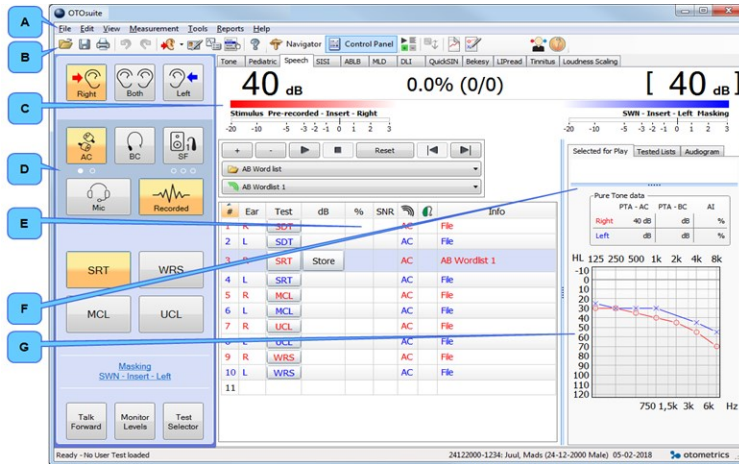 OTOsuite
A
File Edit View Measurement Tools Reports Help
B
Navigator Control Panel
Tone Pediatric Speech SISI ABLB MLD DLI QuickSIN Bekesy LIPread Tinnitus Loudness Scaling
Right Both Left
40 dB 0.0% (0/0) [ 40 dB ]
C
Stimulus Pre-recorded - Insert - Right SWN - Insert - Left Masking
-20 -10 -5 -3 -2 -1 0 1 2 3 -20 -10 -5 -3 -2 -1 0 1 2 3
AC BC SF
+ - Reset
Selected for Play Tested Lists Audiogram
D
AB Word list
AB Wordlist 1
Mic Recorded
Pure Tone data
PTA - AC PTA - BC AI
Right 40 dB dB %
Left dB dB %
E
# Ear Test dB % SNR Info
1 R SDT AC File
2 L SDT AC File
3 R SRT Store AC AB Wordlist 1
4 L SRT AC File
5 R MCL AC File
6 L MCL AC File
7 R UCL AC File
8 L UCL AC File
9 R WRS AC File
10 L WRS AC File
11
SRT WRS
MCL UCL
F
G
HL 125 250 500 1k 2k 4k 8k
-10
0
10
20
30
40
50
60
70
80
90
100
110
120
750 1,5k 3k 6k Hz
Masking
SWN - Insert - Left
Talk Forward
Monitor Levels
Test Selector
Ready - No User Test loaded
24122000-1234: Juul, Mads (24-12-2000 Male) 05-02-2018
otometrics